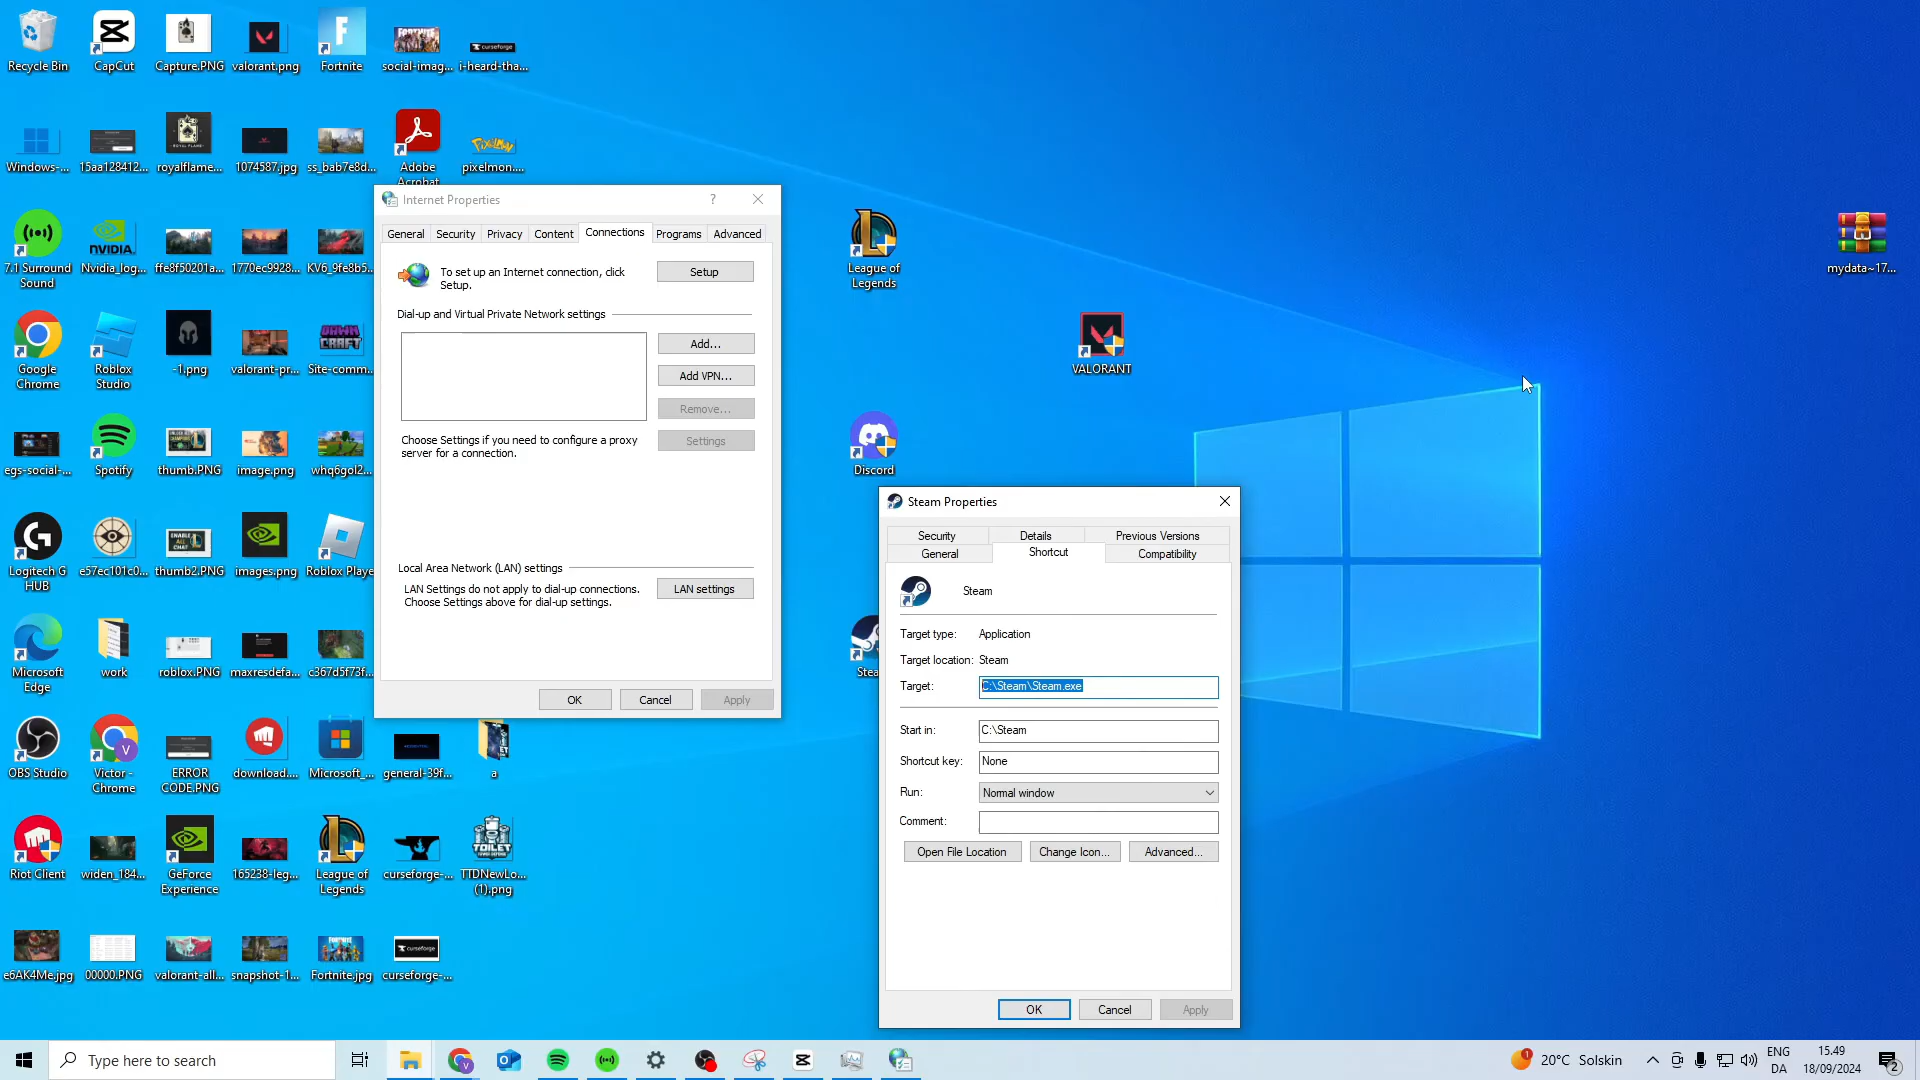 Recycle Bin
CapCut
Capture.PNG
valorant.png
Fortnite
social-imag...
i-heard-tha...
Windows-...
15aa128412...
royalflame...
1074587.jpg
ss_bab7e8d...
Adobe
Acrobat
pixelmon....
7.1 Surround
Sound
Nvidia_log...
ffe8f50201a...
1770ec9928...
KV6_9fe8b5...
Google
Chrome
Roblox
Studio
-1.png
valorant-pr...
Site-comm...
egs-social-...
Spotify
thumb.PNG
image.png
whq6gol2...
Logitech G
HUB
e57ec101c0...
thumb2.PNG
images.png
Roblox Playe
Microsoft
Edge
work
roblox.PNG
maxresdefa...
c367d5f73f...
OBS Studio
Victor -
Chrome
ERROR
CODE.PNG
download....
Microsoft_...
general-39f...
a
Riot Client
widen_184...
GeForce
Experience
165238-leg...
League of
Legends
curseforge-...
TTDNewLo...
(1).png
e6AK4Me.jpg
00000.PNG
valorant-all...
snapshot-1...
Fortnite.jpg
curseforge-...
League of
Legends
VALORANT
Discord
Stea
mydata~17...
Internet Properties
?
General
Security
Privacy
Content
Connections
Programs
Advanced
To set up an Internet connection, click
Setup.
Setup
Dial-up and Virtual Private Network settings
Add...
Add VPN...
Remove...
Choose Settings if you need to configure a proxy
server for a connection.
Settings
Local Area Network (LAN) settings
LAN Settings do not apply to dial-up connections.
Choose Settings above for dial-up settings.
LAN settings
OK
Cancel
Apply
Steam Properties
Security
Details
Previous Versions
General
Shortcut
Compatibility
Steam
Target type: Application
Target location: Steam
Target: C:\Steam\Steam.exe
Start in: C:\Steam
Shortcut key: None
Run: Normal window
Comment:
Open File Location
Change Icon...
Advanced...
OK
Cancel
Apply
Type here to search
20°C Solskin
ENG
DA
15.49
18/09/2024
2